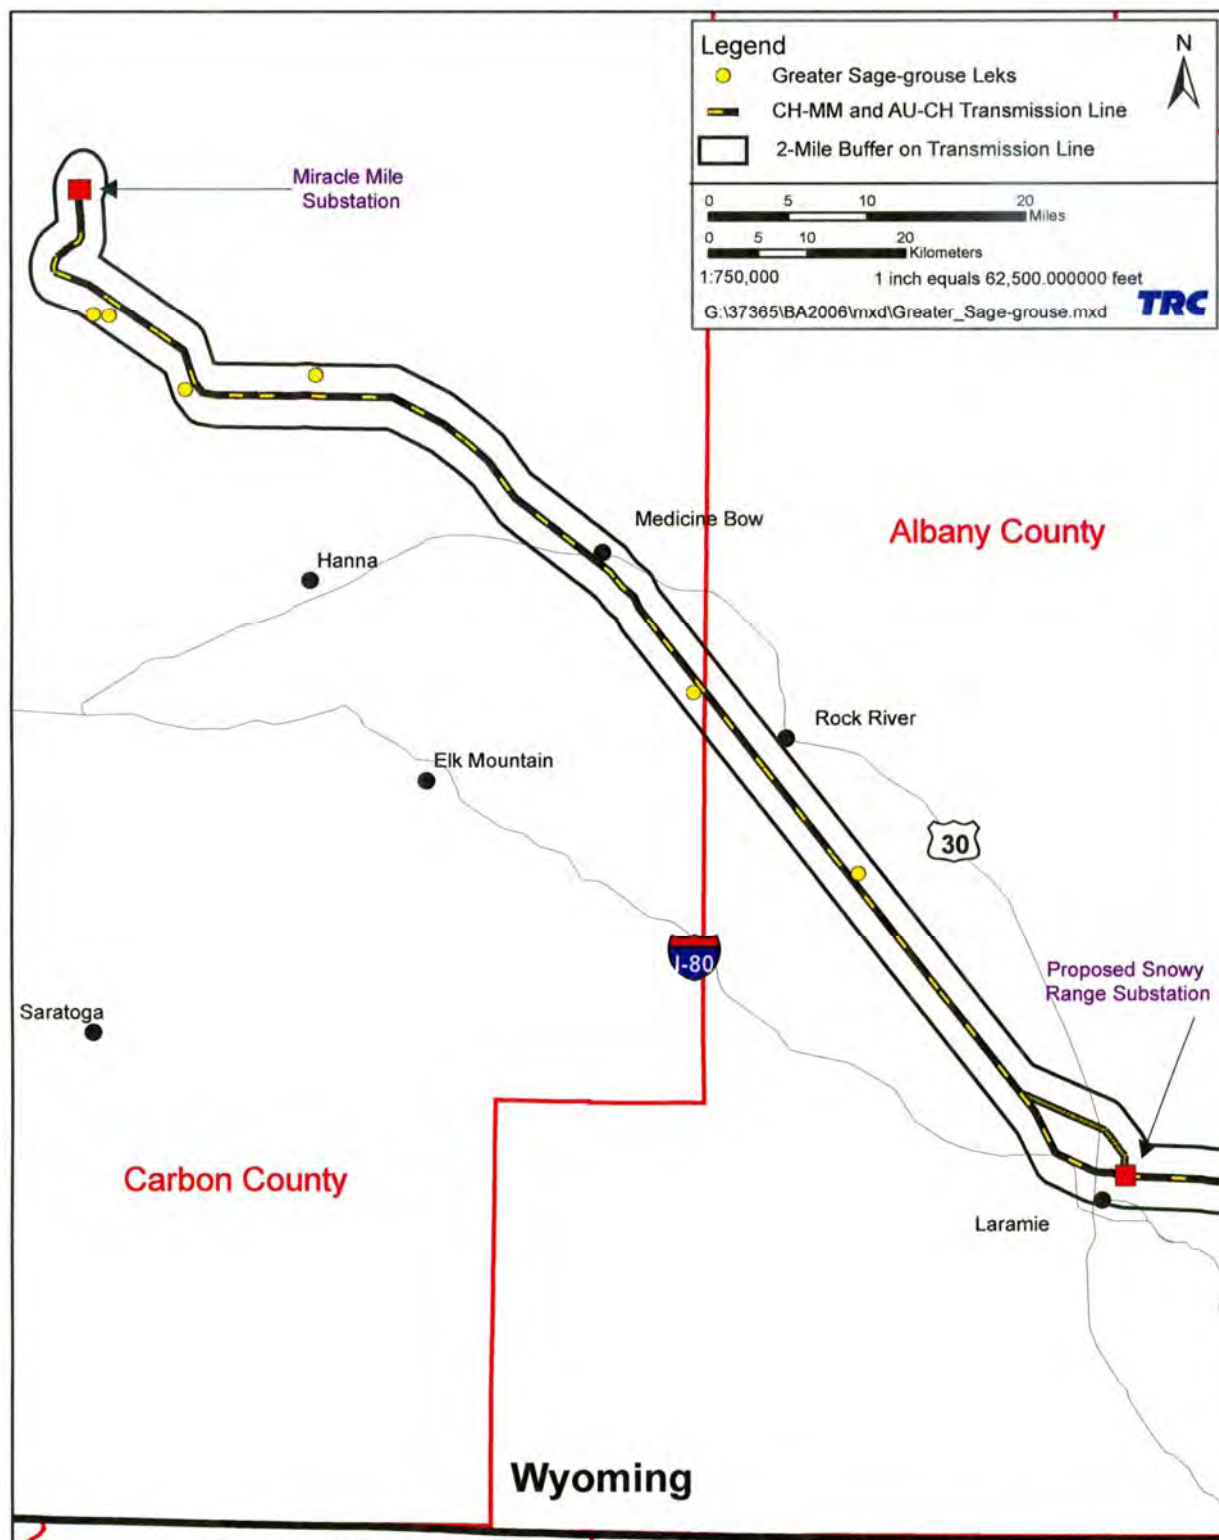 Legend
N
Greater Sage-grouse Leks
CH-MM and AU-CH Transmission Line
2-Mile Buffer on Transmission Line
0 5 10 20
Miles
0 5 10 20
Kilometers
1:750,000 1 inch equals 62,500.000000 feet
TRC
G:\37365\BA2006\mxd\Greater_Sage-grouse.mxd
Miracle Mile
Substation
Medicine Bow
Albany County
Hanna
Rock River
Elk Mountain
30
I-80
Proposed Snowy
Range Substation
Saratoga
Carbon County
Laramie
Wyoming